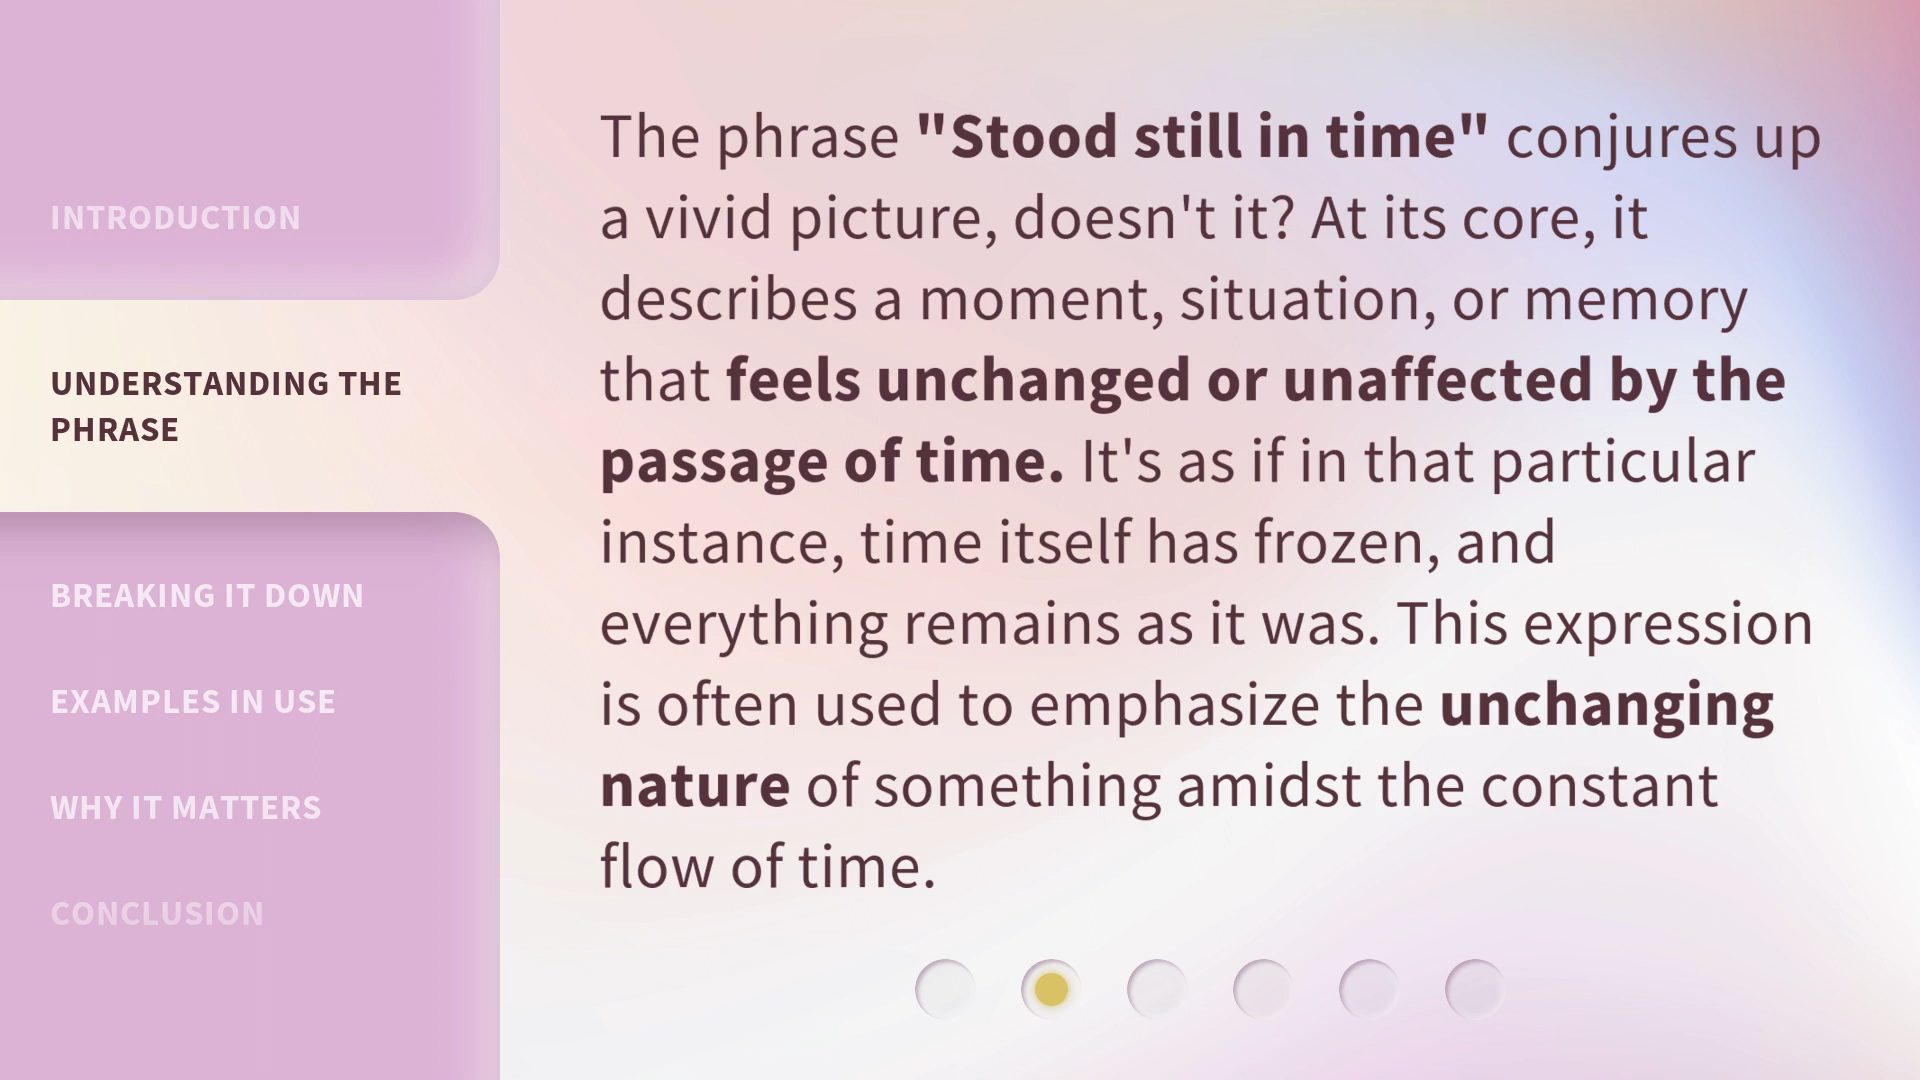 INTRODUCTION
UNDERSTANDING THE
PHRASE
BREAKING IT DOWN
EXAMPLES IN USE
WHY IT MATTERS
CONCLUSION
The phrase "Stood still in time" conjures up
a vivid picture, doesn't it? At its core, it
describes a moment, situation, or memory
that feels unchanged or unaffected by the
passage of time. It's as if in that particular
instance, time itself has frozen, and
everything remains as it was. This expression
is often used to emphasize the unchanging
nature of something amidst the constant
flow of time.